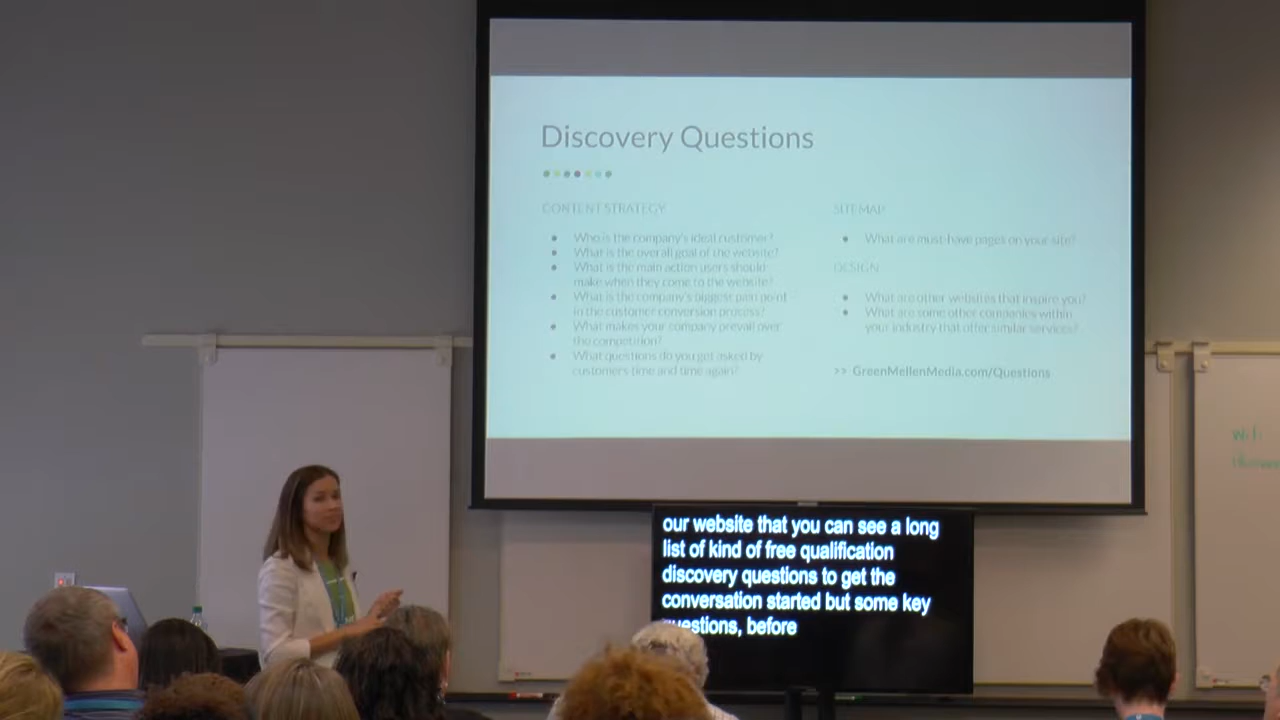 Discovery Questions
CONTENT STRATEGY
● Who is the company's ideal customer?
● What is the overall goal of the website?
● What is the main action users should
make when they come to the website?
● What is the company's biggest pain point
in the customer conversion process?
● What makes your company prevail over
the competition?
● What questions do you get asked by
customers time and time again?
SITEMAP
● What are must-have pages on your site?
DESIGN
● What are other websites that inspire you?
● What are some other companies within
your industry that offer similar services?
>> GreenMellenMedia.com/Questions
our website that you can see a long
list of kind of free qualification
discovery questions to get the
conversation started but some key
questions, before